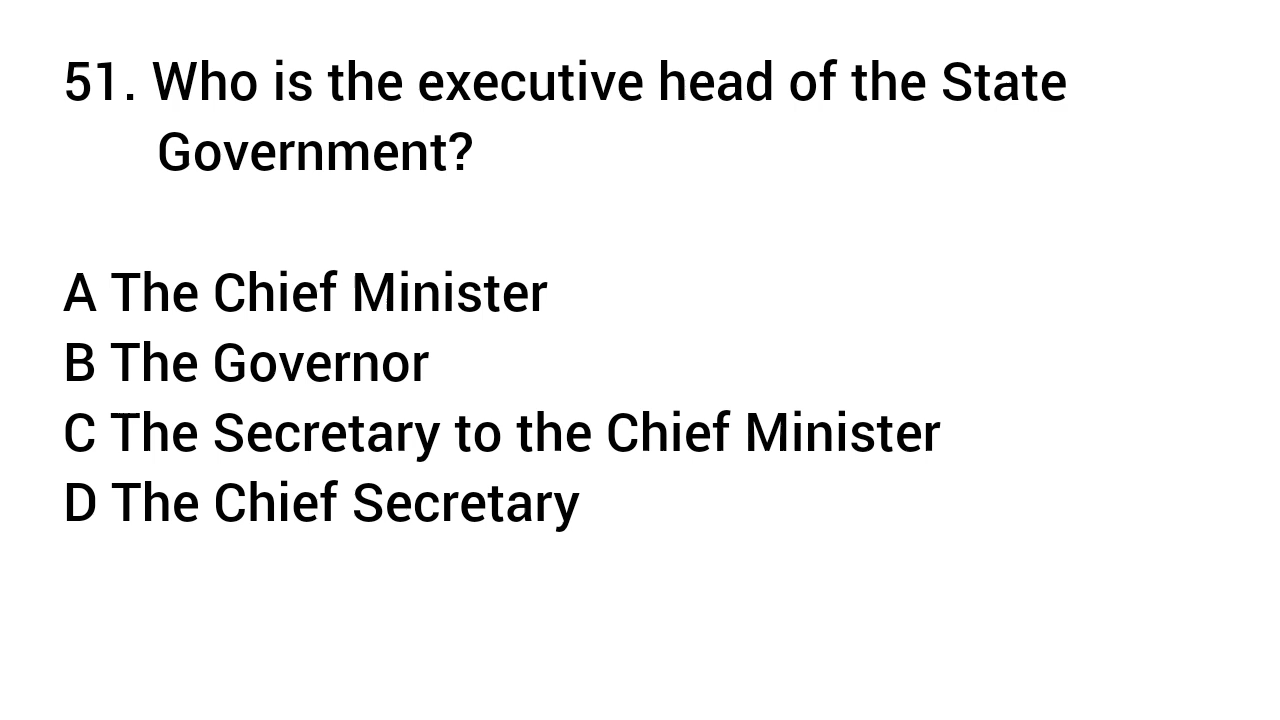 51. Who is the executive head of the State
Government?
A The Chief Minister
B The Governor
C The Secretary to the Chief Minister
D The Chief Secretary